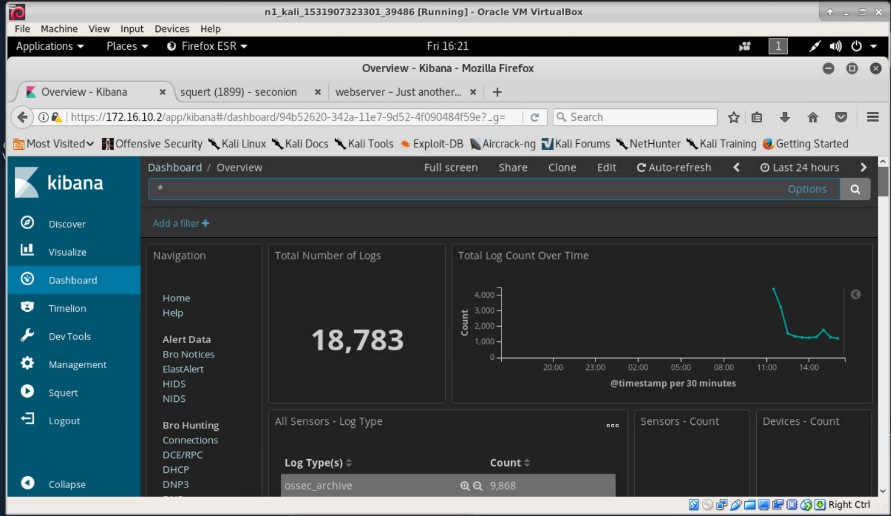 n1_kali_1531907323301_39486 [Running] - Oracle VM VirtualBox
File Machine View Input Devices Help
Applications Places Firefox ESR Fri 16:21 1
Overview - Kibana - Mozilla Firefox
Overview - Kibana × squert (1899) - seconion × webserver – Just another... × +
https://172.16.10.2/app/kibana#/dashboard/94b52620-342a-11e7-9d52-4f090484f59e?_g= Search
Most Visited Offensive Security Kali Linux Kali Docs Kali Tools Exploit-DB Aircrack-ng Kali Forums NetHunter Kali Training Getting Started
kibana
Discover
Visualize
Dashboard
Timelion
Dev Tools
Management
Squert
Logout
Collapse
Dashboard / Overview Full screen Share Clone Edit Auto-refresh Last 24 hours
* Options
Add a filter +
Navigation
Home
Help
Alert Data
Bro Notices
ElastAlert
HIDS
NIDS
Bro Hunting
Connections
DCE/RPC
DHCP
DNP3
Total Number of Logs
18,783
Total Log Count Over TIme
Count
4,000
3,000
2,000
1,000
0
20:00 23:00 02:00 05:00 08:00 11:00 14:00
@timestamp per 30 minutes
All Sensors - Log Type
Log Type(s) Count
ossec_archive 9,868
Sensors - Count
Devices - Count
Right Ctrl